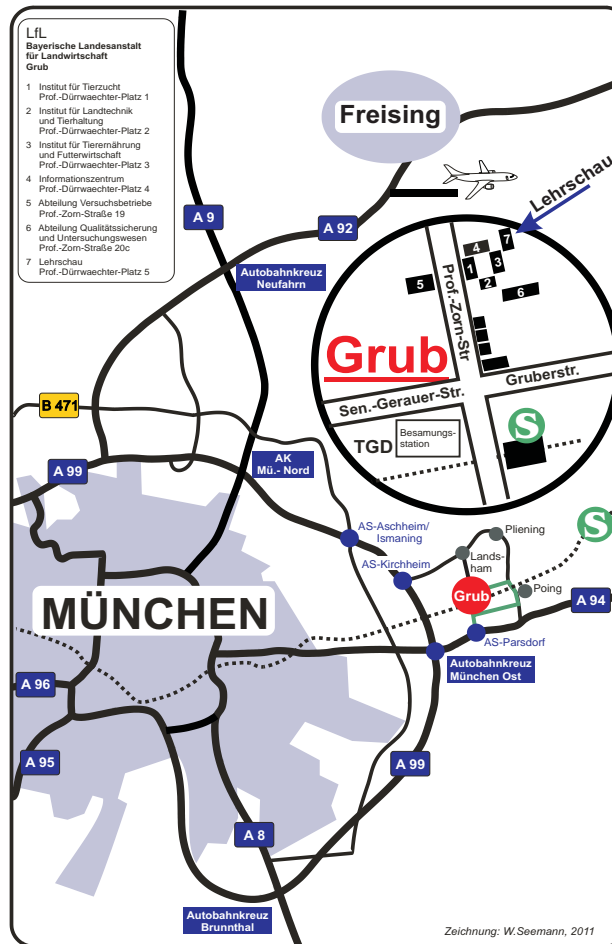 LfL
Bayerische Landesanstalt
für Landwirtschaft
Grub
1 Institut für Tierzucht
Prof.-Dürrwaechter-Platz 1
2 Institut für Landtechnik
und Tierhaltung
Prof.-Dürrwaechter-Platz 2
3 Institut für Tierernährung
und Futterwirtschaft
Prof.-Dürrwaechter-Platz 3
4 Informationszentrum
Prof.-Dürrwaechter-Platz 4
5 Abteilung Versuchsbetriebe
Prof.-Zorn-Straße 19
6 Abteilung Qualitätssicherung
und Untersuchungswesen
Prof.-Zorn-Straße 20c
7 Lehrschau
Prof.-Dürrwaechter-Platz 5
Freising
A 9
A 92
Lehrschau
Autobahnkreuz
Neufahrn
Prof.-Zorn-Str
4
7
1
3
2
5
6
Grub
Gruberstr.
Sen.-Gerauer-Str.
TGD
Besamungs-
station
S
B 471
A 99
AK
Mü.- Nord
AS-Aschheim/
Ismaning
Pliening
S
AS-Kirchheim
Lands-
ham
Grub
Poing
A 94
MÜNCHEN
AS-Parsdorf
Autobahnkreuz
München Ost
A 96
A 95
A 99
A 8
Autobahnkreuz
Brunnthal
Zeichnung: W.Seemann, 2011